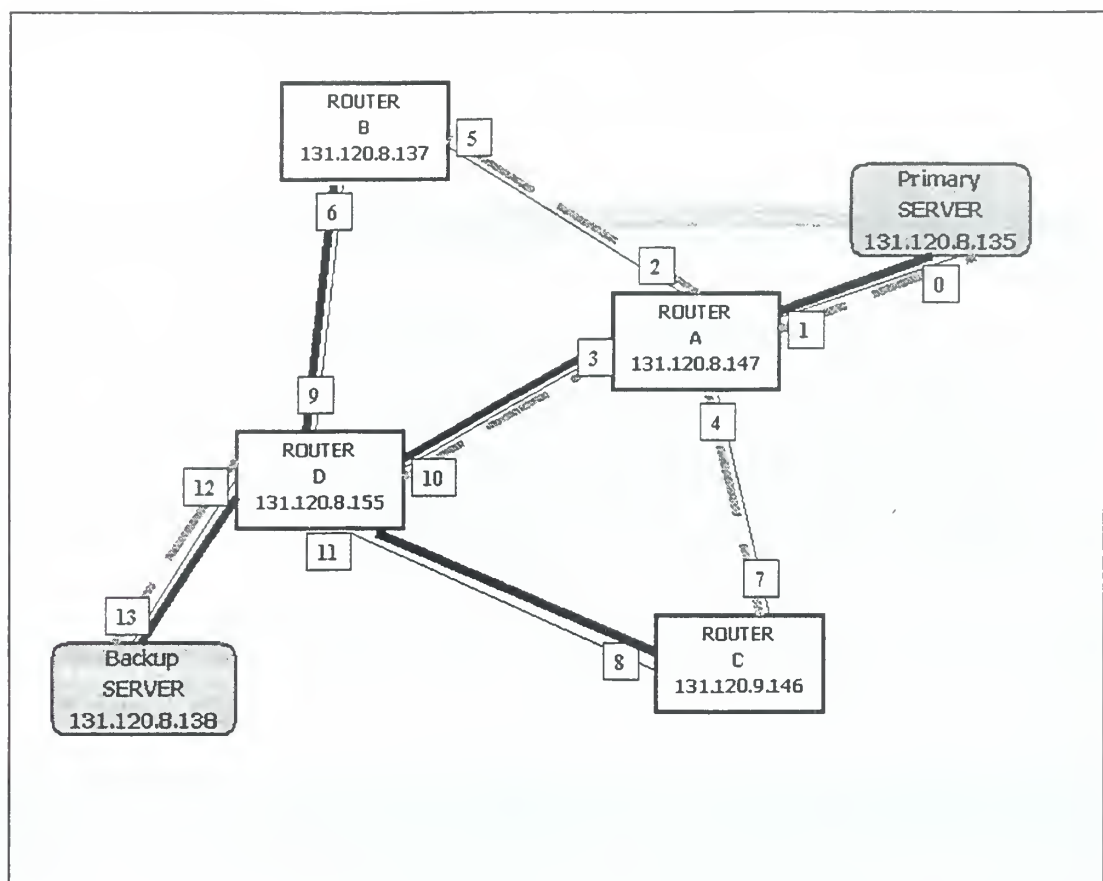 ROUTER
B
131.120.8.137
5
6
Primary
SERVER
131.120.8.135
0
2
ROUTER
A
131.120.8.147
1
3
4
9
ROUTER
D
131.120.8.155
12
10
11
7
13
Backup
SERVER
131.120.8.138
8
ROUTER
C
131.120.9.146